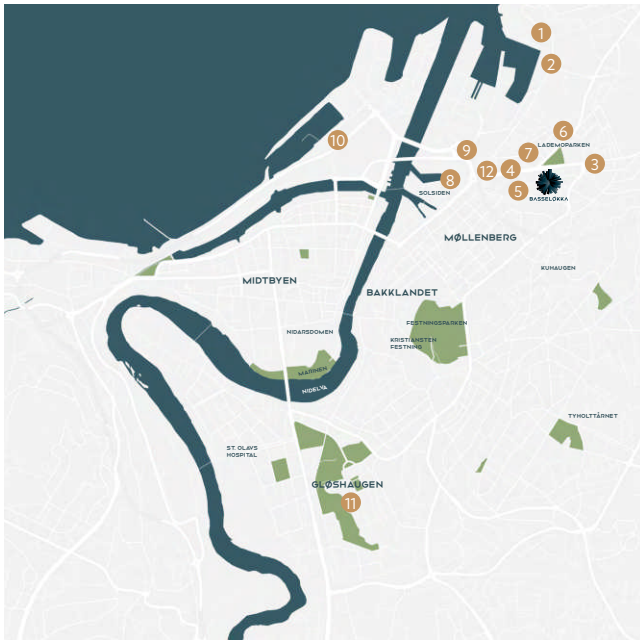 1
2
6
LADEMOPARKEN
9
7
3
10
12
4
8
5
SOLSIDEN
BASSELØKKA
MØLLENBERG
KUHAUGEN
MIDTBYEN
BAKKLANDET
NIDARSDOMEN
FESTNINGSPARKEN
KRISTIANSTEN
FESTNING
MARINEN
NIDELVA
TYHOLTTÅRNET
ST. OLAVS
HOSPITAL
GLØSHAUGEN
11